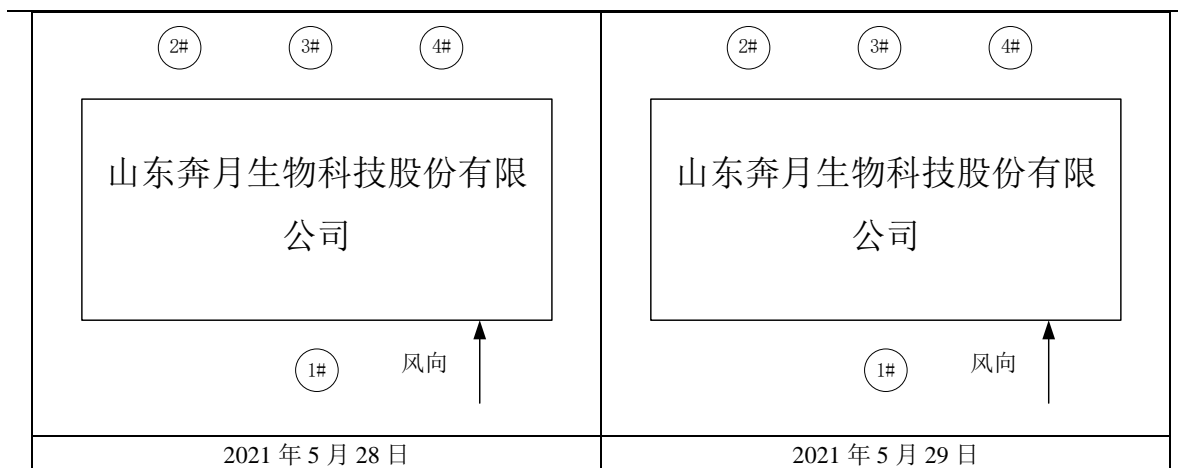 2# 3# 4#
山东奔月生物科技股份有限
公司
1#
风向
2021 年 5 月 28 日
2# 3# 4#
山东奔月生物科技股份有限
公司
1#
风向
2021 年 5 月 29 日